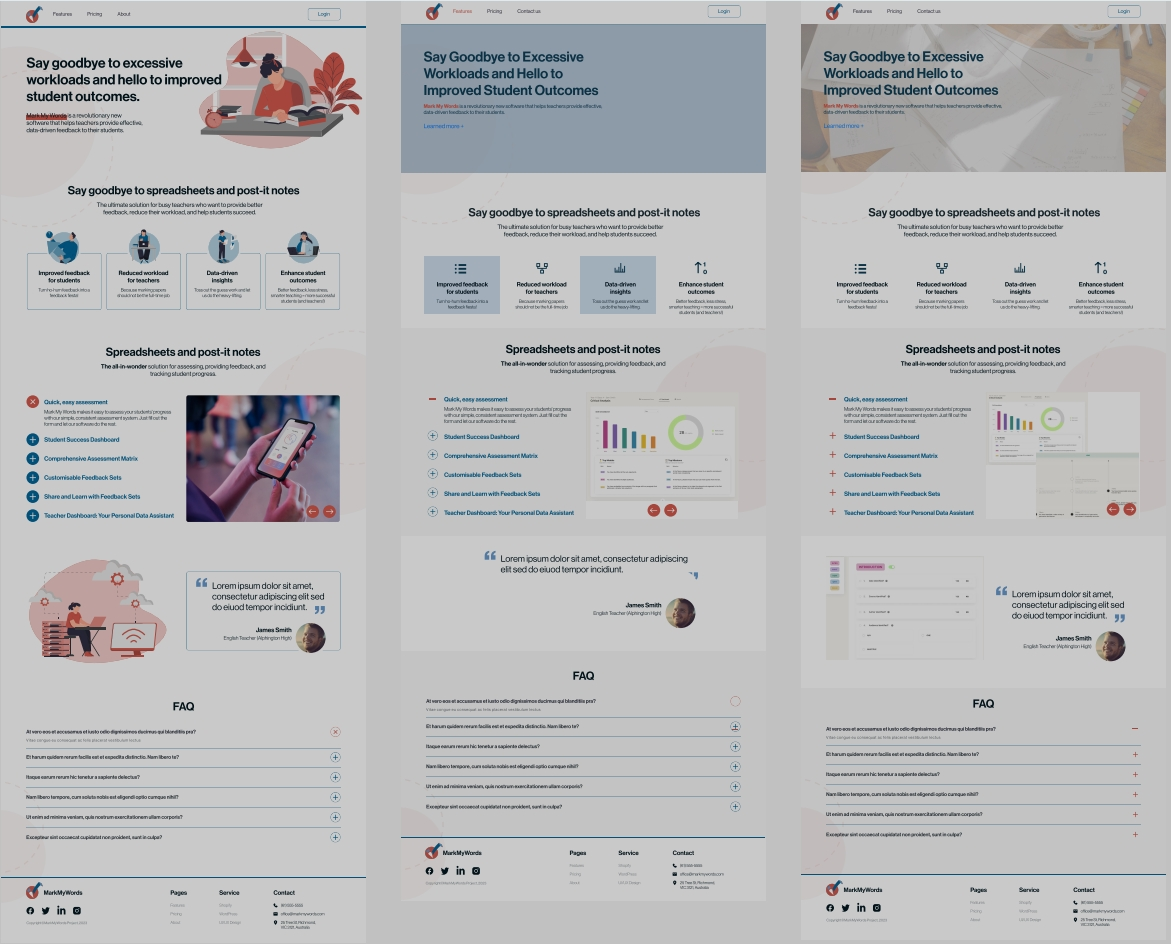 Features Pricing About Login
Say goodbye to excessive
workloads and hello to improved
student outcomes.
Mark My Words is a revolutionary new
software that helps teachers provide effective,
data-driven feedback to their students.
Say goodbye to spreadsheets and post-it notes
The ultimate solution for busy teachers who want to provide better
feedback, reduce their workload, and help students succeed.
Improved feedback
for students
Turn ho hum feedback into a
feedback fiesta!
Reduced workload
for teachers
Because marking papers
should not be the full-time job
Data-driven
insights
Toss out the guess work and let
us do the heavy-lifting
Enhance student
outcomes
Better feedback, less stress,
smarter teaching = more successful
students (and teachers!)
Spreadsheets and post-it notes
The all-in-wonder solution for assessing, providing feedback, and
tracking student progress.
Quick, easy assessment
Mark My Words makes it easy to assess your students' progress
with our simple, consistent assessment system. Just fill out the
form and let our software do the rest.
Student Success Dashboard
Comprehensive Assessment Matrix
Customisable Feedback Sets
Share and Learn with Feedback Sets
Teacher Dashboard: Your Personal Data Assistant
“ Lorem ipsum dolor sit amet,
consectetur adipiscing elit sed
do eiuod tempor incidiunt. ”
James Smith
English Teacher (Alphington High)
FAQ
At vero eos et accusamus et iusto odio dignissimos ducimus qui blanditiis pra?
Vitae congue eu consequat ac felis placerat vestibulum lectus.
Et harum quidem rerum facilis est et expedita distinctio. Nam libero te?
Itaque earum rerum hic tenetur a sapiente delectus?
Nam libero tempore, cum soluta nobis est eligendi optio cumque nihil?
Ut enim ad minima veniam, quis nostrum exercitationem ullam corporis?
Excepteur sint occaecat cupidatat non proident, sunt in culpa?
MarkMyWords
Pages
Features
Pricing
About
Service
Shopify
WordPress
UX/UI Design
Contact
(811) 555-5555
office@markmywords.com
25 Tree St, Richmond,
VIC 3121, Australia
Features Pricing Contact us Login
Say Goodbye to Excessive
Workloads and Hello to
Improved Student Outcomes
Mark My Words is a revolutionary new software that helps teachers provide effective,
data-driven feedback to their students.
Learned more +
Say goodbye to spreadsheets and post-it notes
The ultimate solution for busy teachers who want to provide better
feedback, reduce their workload, and help students succeed.
Improved feedback
for students
Turn ho hum feedback into a
feedback fiesta!
Reduced workload
for teachers
Because marking papers
should not be the full-time job
Data-driven
insights
Toss out the guess work and let
us do the heavy-lifting
Enhance student
outcomes
Better feedback, less stress,
smarter teaching = more successful
students (and teachers!)
Spreadsheets and post-it notes
The all-in-wonder solution for assessing, providing feedback, and
tracking student progress.
Quick, easy assessment
Mark My Words makes it easy to assess your students' progress
with our simple, consistent assessment system. Just fill out the
form and let our software do the rest.
Student Success Dashboard
Comprehensive Assessment Matrix
Customisable Feedback Sets
Share and Learn with Feedback Sets
Teacher Dashboard: Your Personal Data Assistant
“ Lorem ipsum dolor sit amet, consectetur adipiscing
elit sed do eiuod tempor incidiunt. ”
James Smith
English Teacher (Alphington High)
FAQ
At vero eos et accusamus et iusto odio dignissimos ducimus qui blanditiis pra?
Vitae congue eu consequat ac felis placerat vestibulum lectus.
Et harum quidem rerum facilis est et expedita distinctio. Nam libero te?
Itaque earum rerum hic tenetur a sapiente delectus?
Nam libero tempore, cum soluta nobis est eligendi optio cumque nihil?
Ut enim ad minima veniam, quis nostrum exercitationem ullam corporis?
Excepteur sint occaecat cupidatat non proident, sunt in culpa?
MarkMyWords
Pages
Features
Pricing
About
Service
Shopify
WordPress
UX/UI Design
Contact
(811) 555-5555
office@markmywords.com
25 Tree St, Richmond,
VIC 3121, Australia
Features Pricing Contact us Login
Say Goodbye to Excessive
Workloads and Hello to
Improved Student Outcomes
Mark My Words is a revolutionary new software that helps teachers provide effective,
data-driven feedback to their students.
Learned more +
Say goodbye to spreadsheets and post-it notes
The ultimate solution for busy teachers who want to provide better
feedback, reduce their workload, and help students succeed.
Improved feedback
for students
Turn ho hum feedback into a
feedback fiesta!
Reduced workload
for teachers
Because marking papers
should not be the full-time job
Data-driven
insights
Toss out the guess work and let
us do the heavy-lifting
Enhance student
outcomes
Better feedback, less stress,
smarter teaching = more successful
students (and teachers!)
Spreadsheets and post-it notes
The all-in-wonder solution for assessing, providing feedback, and
tracking student progress.
Quick, easy assessment
Mark My Words makes it easy to assess your students' progress
with our simple, consistent assessment system. Just fill out the
form and let our software do the rest.
Student Success Dashboard
Comprehensive Assessment Matrix
Customisable Feedback Sets
Share and Learn with Feedback Sets
Teacher Dashboard: Your Personal Data Assistant
“ Lorem ipsum dolor sit amet,
consectetur adipiscing elit sed
do eiuod tempor incidiunt. ”
James Smith
English Teacher (Alphington High)
FAQ
At vero eos et accusamus et iusto odio dignissimos ducimus qui blanditiis pra?
Vitae congue eu consequat ac felis placerat vestibulum lectus.
Et harum quidem rerum facilis est et expedita distinctio. Nam libero te?
Itaque earum rerum hic tenetur a sapiente delectus?
Nam libero tempore, cum soluta nobis est eligendi optio cumque nihil?
Ut enim ad minima veniam, quis nostrum exercitationem ullam corporis?
Excepteur sint occaecat cupidatat non proident, sunt in culpa?
MarkMyWords
Pages
Features
Pricing
About
Service
Shopify
WordPress
UX/UI Design
Contact
(811) 555-5555
office@markmywords.com
25 Tree St, Richmond,
VIC 3121, Australia